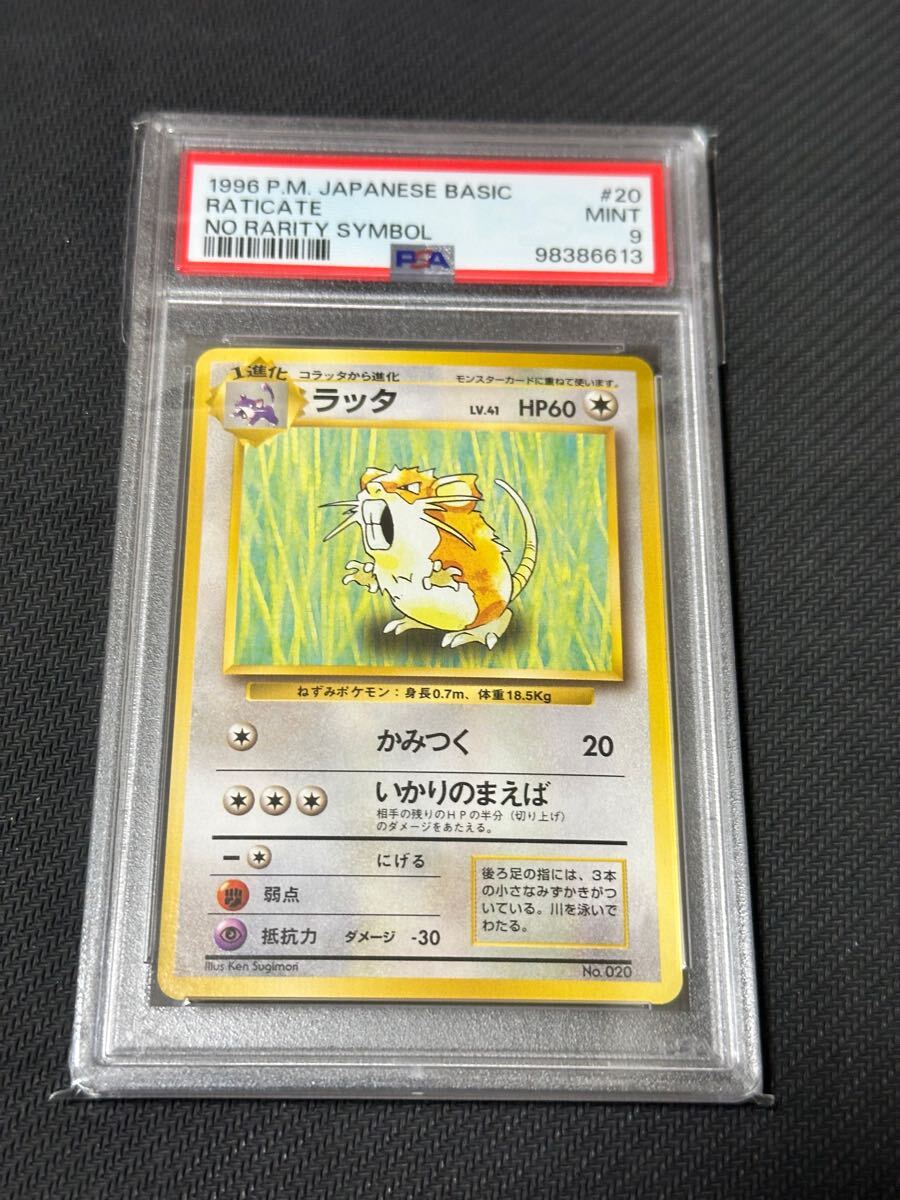 1996 P.M. JAPANESE BASIC #20
RATICATE MINT
NO RARITY SYMBOL 9
PSA 98386613
1進化 コラッタから進化 モンスターカードに重ねて使います。
ラッタ LV.41 HP60
ねずみポケモン：身長0.7m、体重18.5Kg
かみつく 20
いかりのまえば
相手の残りのHPの半分（切り上げ）
のダメージをあたえる。
にげる
弱点
抵抗力 ダメージ -30
後ろ足の指には、3本
の小さなみずかきがつ
いている。川を泳いで
わたる。
Illus Ken Sugimori No. 020